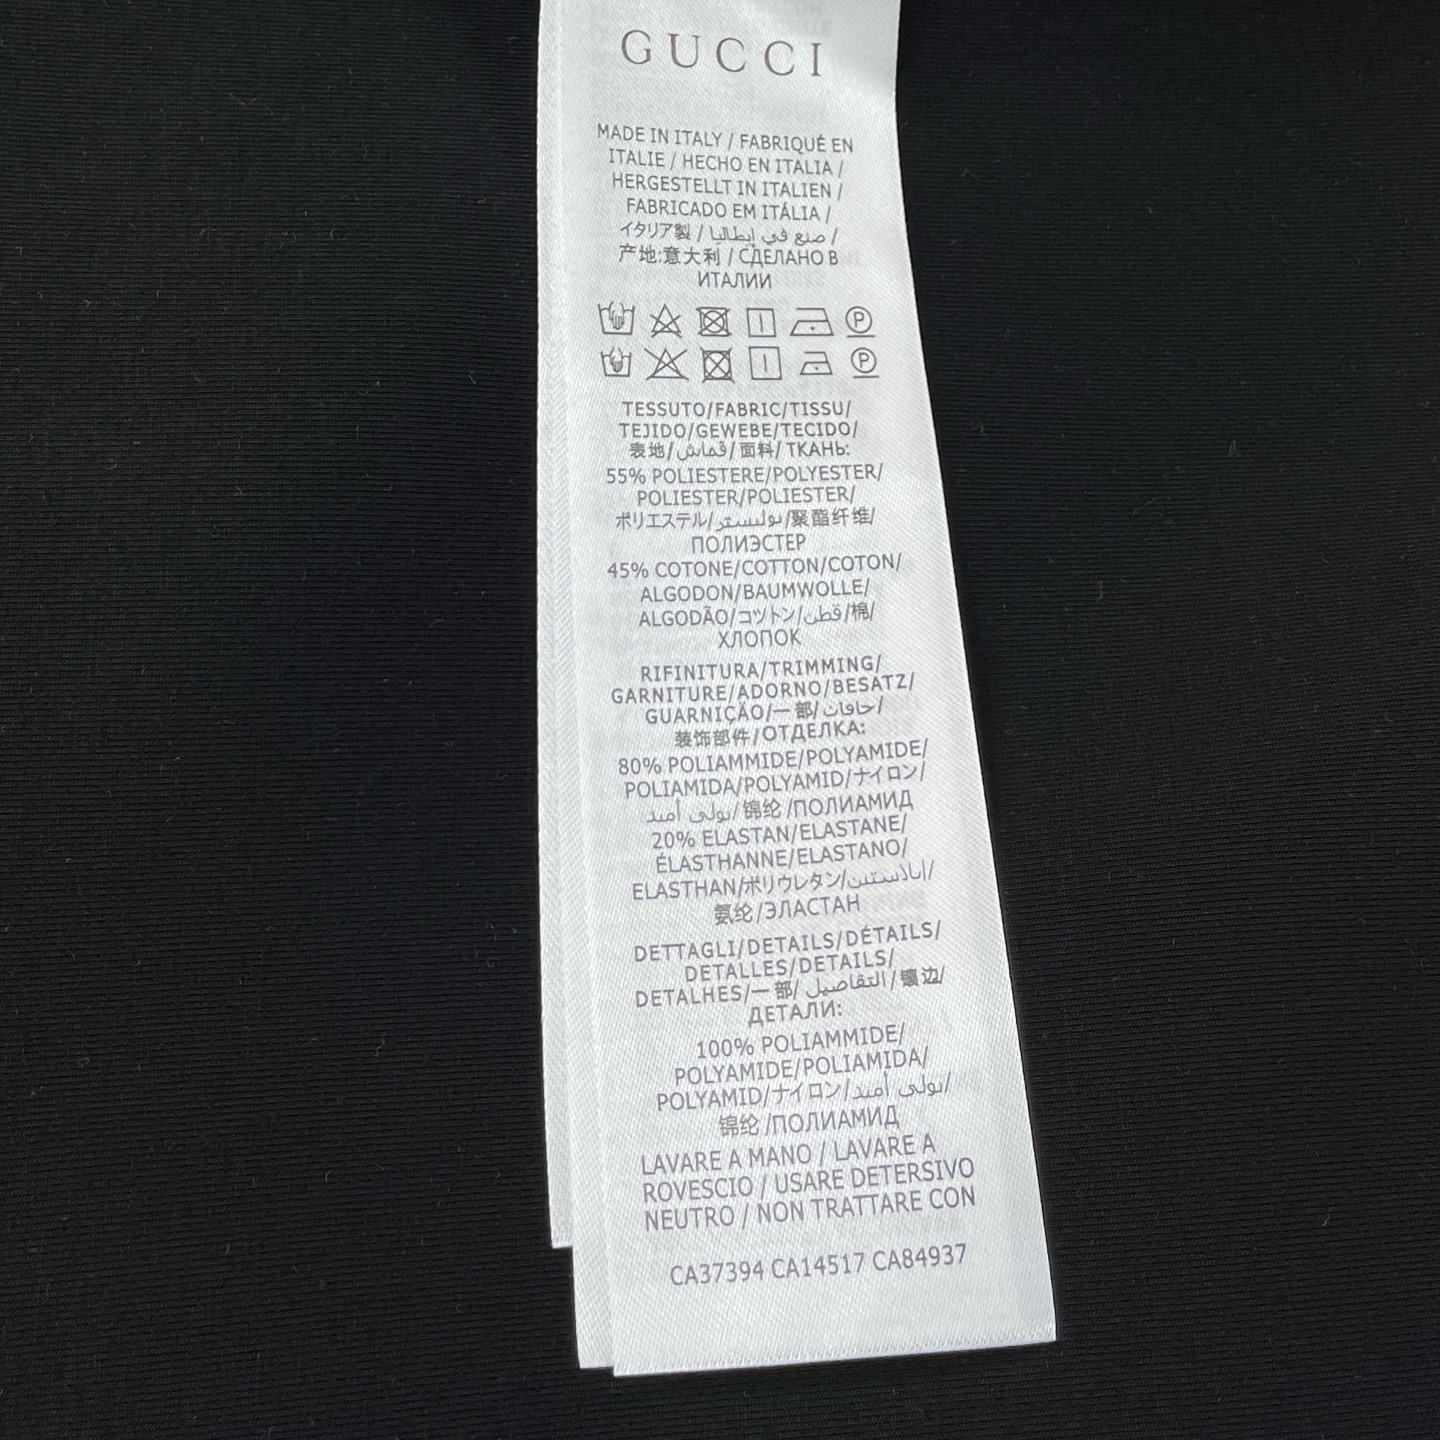 GUCCI
MADE IN ITALY / FABRIQUÉ EN
ITALIE / HECHO EN ITALIA /
HERGESTELLT IN ITALIEN /
FABRICADO EM ITÁLIA /
イタリア製 / صنع في إيطاليا /
产地:意大利 / СДЕЛАНО В
ИТАЛИИ
P
P
TESSUTO/FABRIC/TISSU/
TEJIDO/GEWEBE/TECIDO/
表地/قماش/面料/ТКАНЬ:
55% POLIESTERE/POLYESTER/
POLIESTER/POLIESTER/
ポリエステル/بوليستر/聚酯纤维/
ПОЛИЭСТЕР
45% COTONE/COTTON/COTON/
ALGODON/BAUMWOLLE/
ALGODÃO/コットン/قطن/棉/
ХЛОПОК
RIFINITURA/TRIMMING/
GARNITURE/ADORNO/BESATZ/
GUARNIÇÃO/一部/حافات/
装饰部件/ОТДЕЛКА:
80% POLIAMMIDE/POLYAMIDE/
POLIAMIDA/POLYAMID/ナイロン/
بولي أميد/锦纶/ПОЛИАМИД
20% ELASTAN/ELASTANE/
ÉLASTHANNE/ELASTANO/
ELASTHAN/ポリウレタン/إيلاستين/
氨纶/ЭЛАСТАН
DETTAGLI/DETAILS/DÉTAILS/
DETALLES/DETAILS/
DETALHES/一部/التفاصيل/镶边/
ДЕТАЛИ:
100% POLIAMMIDE/
POLYAMIDE/POLIAMIDA/
POLYAMID/ナイロン/بولي أميد/
锦纶/ПОЛИАМИД
LAVARE A MANO / LAVARE A
ROVESCIO / USARE DETERSIVO
NEUTRO / NON TRATTARE CON
CA37394 CA14517 CA84937